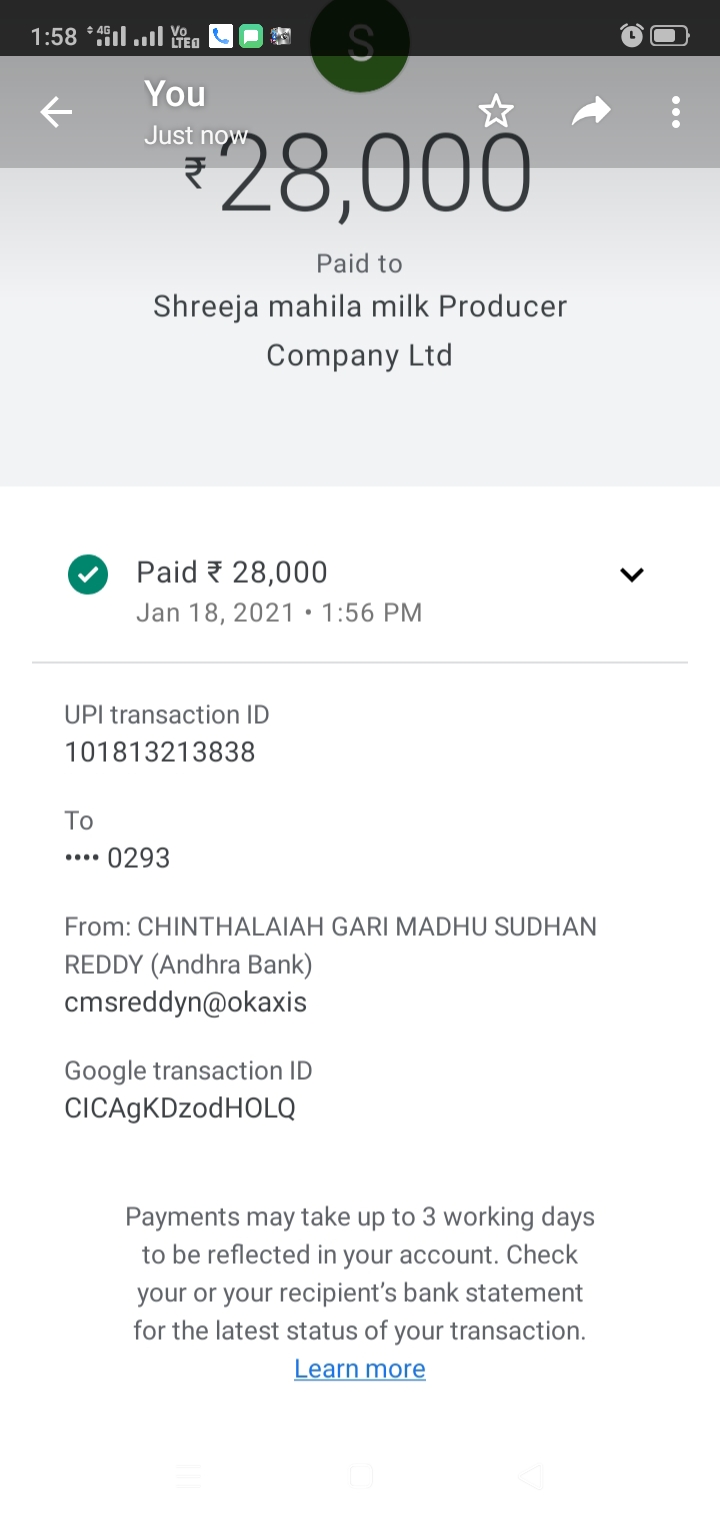 1:58 4G Vo LTE
S
You
Just now
₹28,000
Paid to
Shreeja mahila milk Producer
Company Ltd
Paid ₹ 28,000
Jan 18, 2021 • 1:56 PM
UPI transaction ID
101813213838
To
•••• 0293
From: CHINTHALAIAH GARI MADHU SUDHAN
REDDY (Andhra Bank)
cmsreddyn@okaxis
Google transaction ID
CICAgKDzodHOLQ
Payments may take up to 3 working days
to be reflected in your account. Check
your or your recipient's bank statement
for the latest status of your transaction.
Learn more